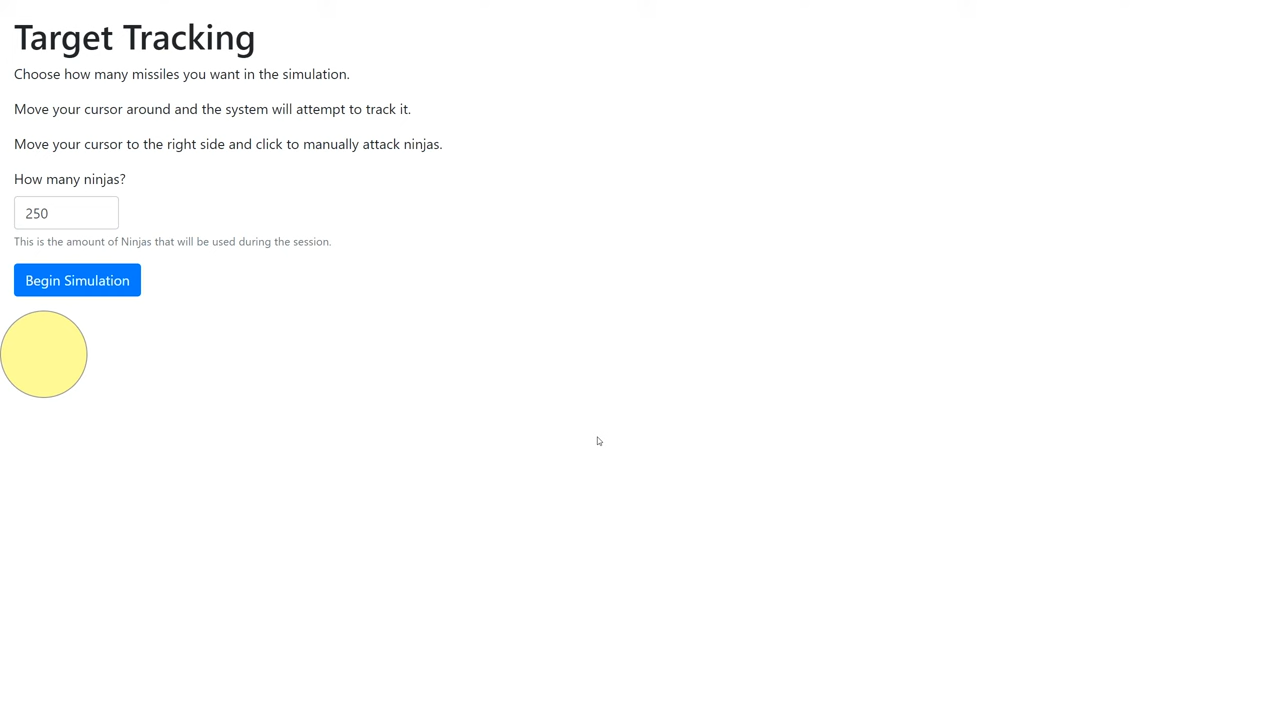 Target Tracking
Choose how many missiles you want in the simulation.
Move your cursor around and the system will attempt to track it.
Move your cursor to the right side and click to manually attack ninjas.
How many ninjas?
250
This is the amount of Ninjas that will be used during the session.
Begin Simulation